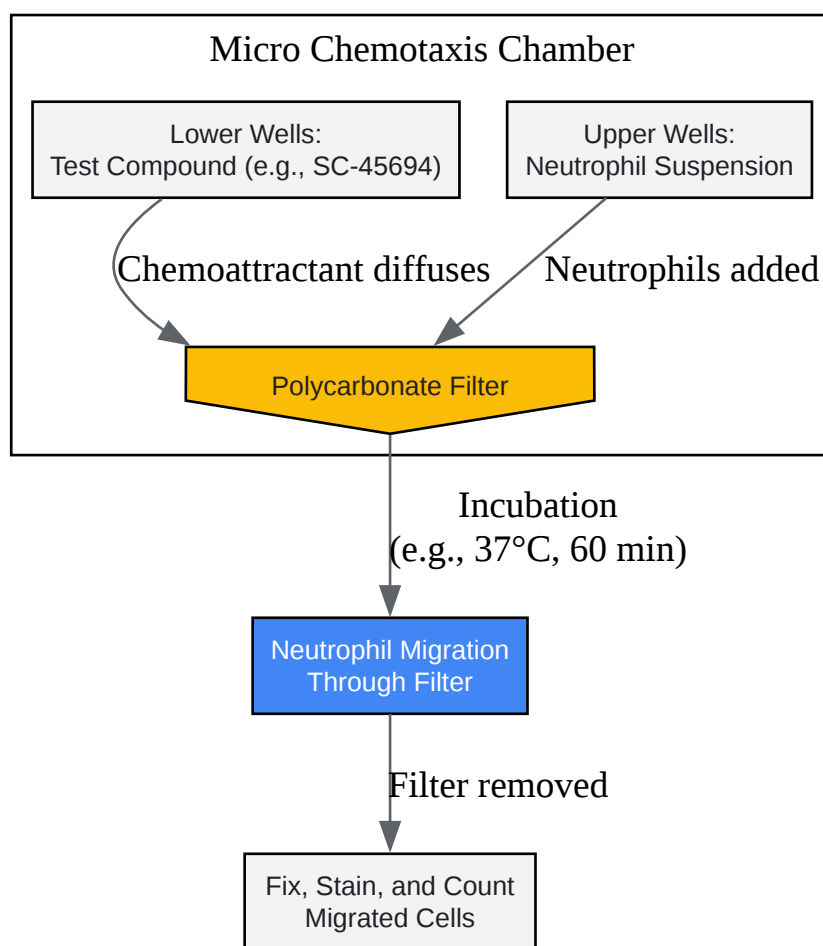 Micro Chemotaxis Chamber
Lower Wells:
Test Compound (e.g., SC-45694)
Upper Wells:
Neutrophil Suspension
Chemoattractant diffuses
Neutrophils added
Polycarbonate Filter
Incubation
(e.g., 37°C, 60 min)
Neutrophil Migration
Through Filter
Filter removed
Fix, Stain, and Count
Migrated Cells